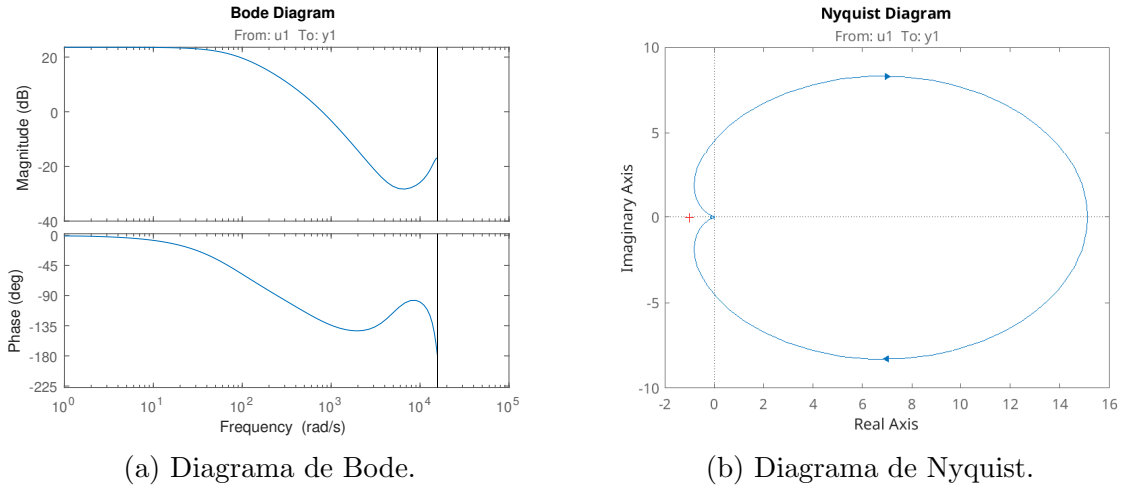 Bode Diagram
From: u1 To: y1
Magnitude (dB)
20
0
-20
-40
Phase (deg)
0
-45
-90
-135
-180
-225
10^0 10^1 10^2 10^3 10^4 10^5
Frequency (rad/s)
(a) Diagrama de Bode.
Nyquist Diagram
From: u1 To: y1
Imaginary Axis
10
5
0
-5
-10
-2 0 2 4 6 8 10 12 14 16
Real Axis
(b) Diagrama de Nyquist.